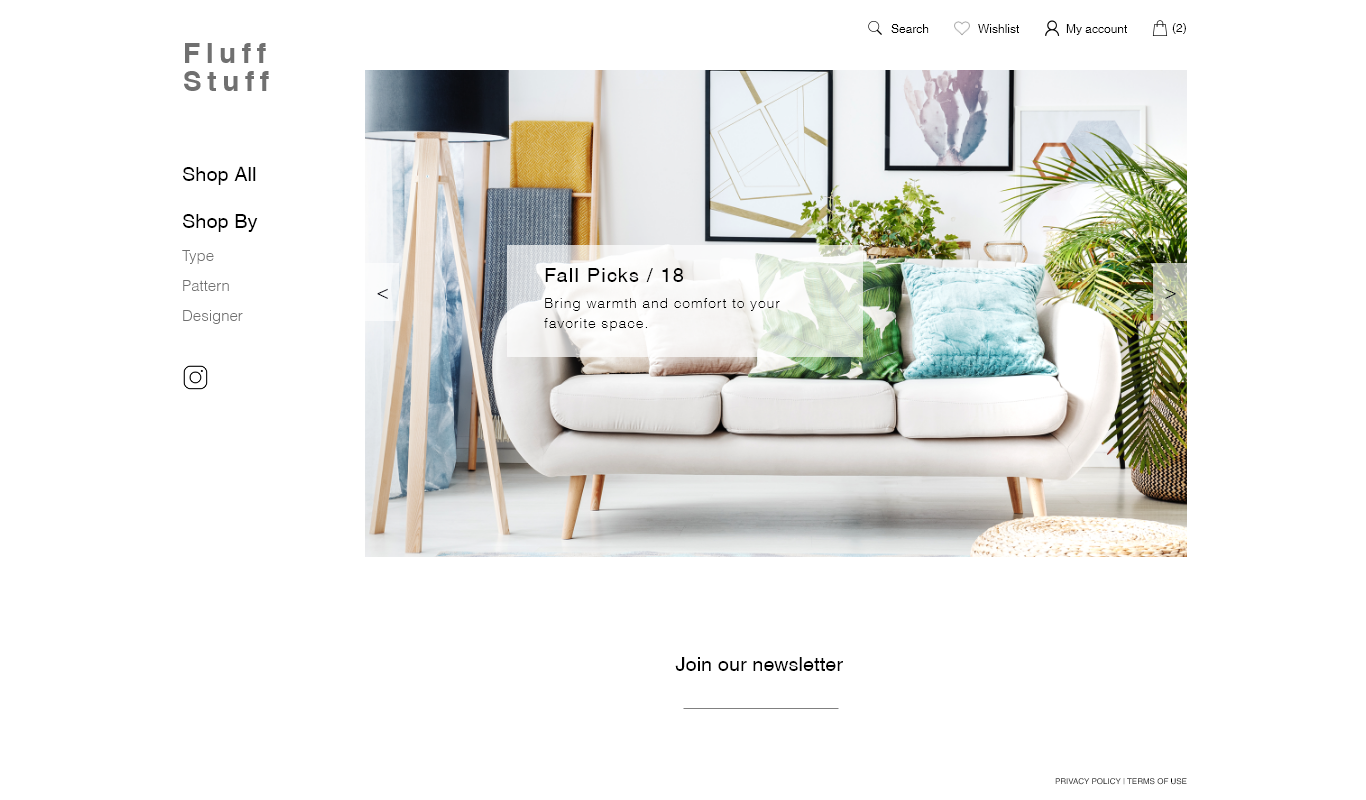 Search
Wishlist
My account
(2)
Fluff
Stuff
Shop All
Shop By
Type
Pattern
Designer
<
Fall Picks / 18
Bring warmth and comfort to your
favorite space.
>
Join our newsletter
PRIVACY POLICY | TERMS OF USE